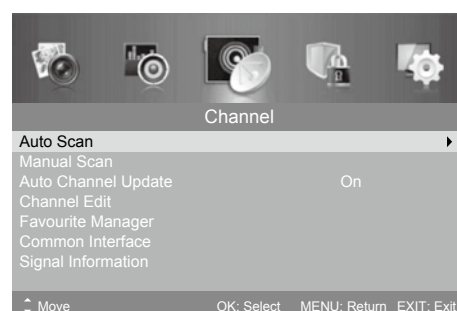 Channel
Auto Scan
Manual Scan
Auto Channel Update On
Channel Edit
Favourite Manager
Common Interface
Signal Information
Move OK: Select MENU: Return EXIT: Exit